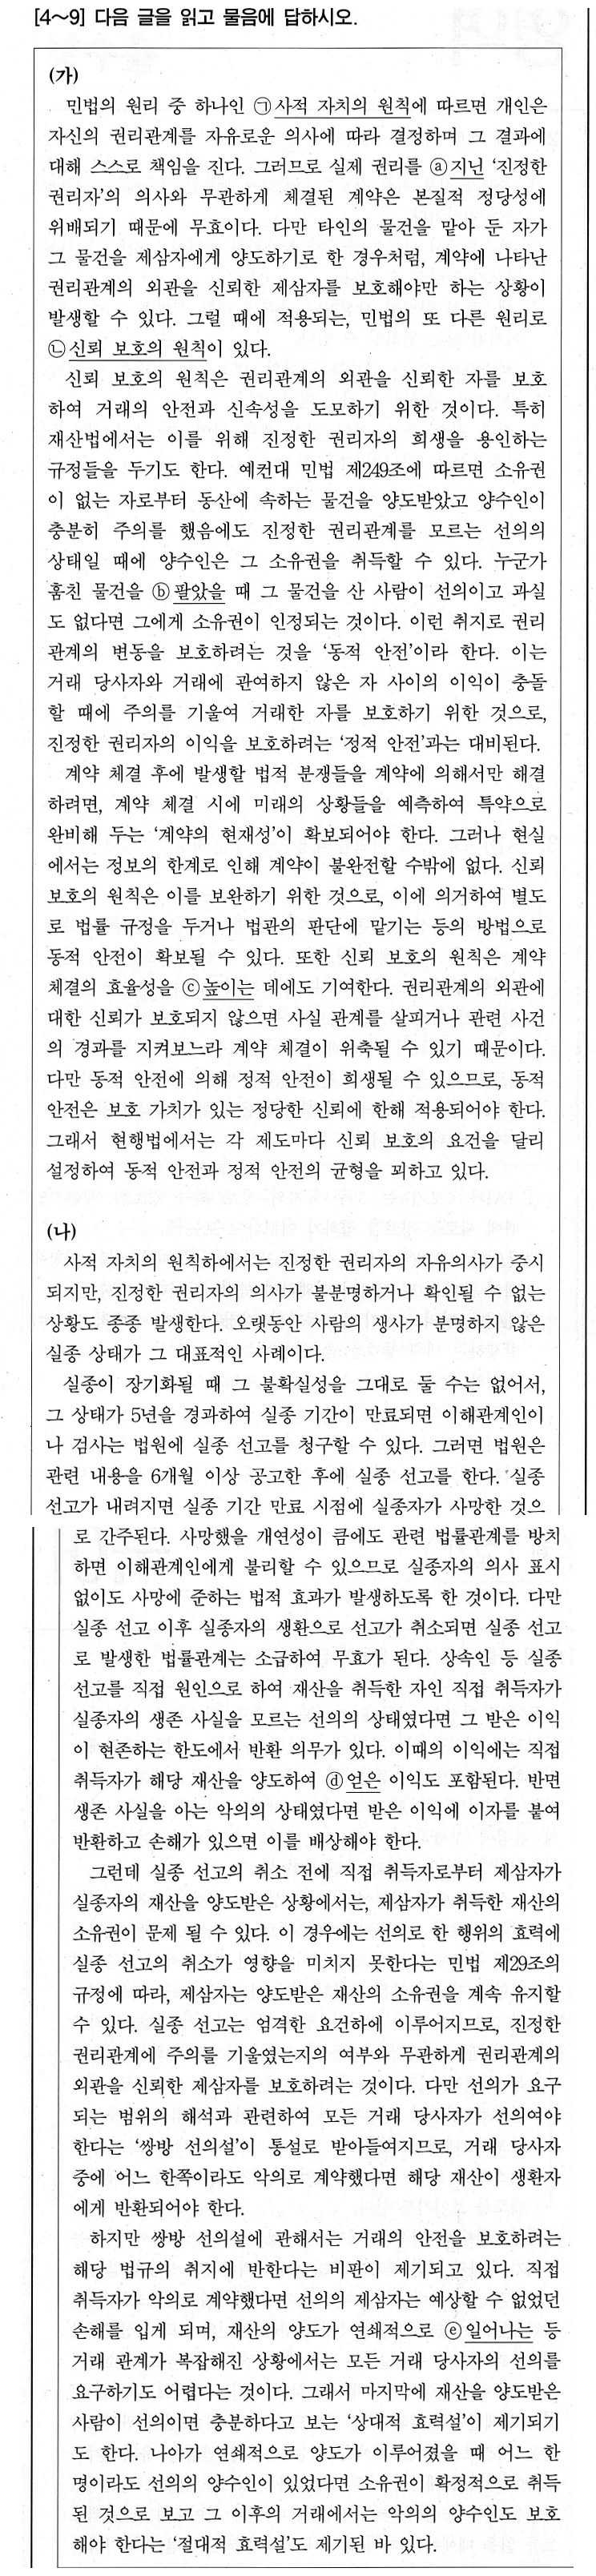 [4～9] 다음 글을 읽고 물음에 답하시오.
(가)
민법의 원리 중 하나인 ㉠사적 자치의 원칙에 따르면 개인은
자신의 권리관계를 자유로운 의사에 따라 결정하며 그 결과에
대해 스스로 책임을 진다. 그러므로 실제 권리를 ⓐ지닌 ‘진정한
권리자’의 의사와 무관하게 체결된 계약은 본질적 정당성에
위배되기 때문에 무효이다. 다만 타인의 물건을 맡아 둔 자가
그 물건을 제삼자에게 양도하기로 한 경우처럼, 계약에 나타난
권리관계의 외관을 신뢰한 제삼자를 보호해야만 하는 상황이
발생할 수 있다. 그럴 때에 적용되는, 민법의 또 다른 원리로
㉡신뢰 보호의 원칙이 있다.
신뢰 보호의 원칙은 권리관계의 외관을 신뢰한 자를 보호
하여 거래의 안전과 신속성을 도모하기 위한 것이다. 특히
재산법에서는 이를 위해 진정한 권리자의 희생을 용인하는
규정들을 두기도 한다. 예컨대 민법 제249조에 따르면 소유권
이 없는 자로부터 동산에 속하는 물건을 양도받았고 양수인이
충분히 주의를 했음에도 진정한 권리관계를 모르는 선의의
상태일 때에 양수인은 그 소유권을 취득할 수 있다. 누군가
훔친 물건을 ⓑ팔았을 때 그 물건을 산 사람이 선의이고 과실
도 없다면 그에게 소유권이 인정되는 것이다. 이런 취지로 권리
관계의 변동을 보호하려는 것을 ‘동적 안전’이라 한다. 이는
거래 당사자와 거래에 관여하지 않은 자 사이의 이익이 충돌
할 때에 주의를 기울여 거래한 자를 보호하기 위한 것으로,
진정한 권리자의 이익을 보호하려는 ‘정적 안전’과는 대비된다.
계약 체결 후에 발생할 법적 분쟁들을 계약에 의해서만 해결
하려면, 계약 체결 시에 미래의 상황들을 예측하여 특약으로
완비해 두는 ‘계약의 현재성’이 확보되어야 한다. 그러나 현실
에서는 정보의 한계로 인해 계약이 불완전할 수밖에 없다. 신뢰
보호의 원칙은 이를 보완하기 위한 것으로, 이에 의거하여 별도
로 법률 규정을 두거나 법관의 판단에 맡기는 등의 방법으로
동적 안전이 확보될 수 있다. 또한 신뢰 보호의 원칙은 계약
체결의 효율성을 ⓒ높이는 데에도 기여한다. 권리관계의 외관에
대한 신뢰가 보호되지 않으면 사실 관계를 살피거나 관련 사건
의 경과를 지켜보느라 계약 체결이 위축될 수 있기 때문이다.
다만 동적 안전에 의해 정적 안전이 희생될 수 있으므로, 동적
안전은 보호 가치가 있는 정당한 신뢰에 한해 적용되어야 한다.
그래서 현행법에서는 각 제도마다 신뢰 보호의 요건을 달리
설정하여 동적 안전과 정적 안전의 균형을 꾀하고 있다.
(나)
사적 자치의 원칙하에서는 진정한 권리자의 자유의사가 중시
되지만, 진정한 권리자의 의사가 불분명하거나 확인될 수 없는
상황도 종종 발생한다. 오랫동안 사람의 생사가 분명하지 않은
실종 상태가 그 대표적인 사례이다.
실종이 장기화될 때 그 불확실성을 그대로 둘 수는 없어서,
그 상태가 5년을 경과하여 실종 기간이 만료되면 이해관계인이
나 검사는 법원에 실종 선고를 청구할 수 있다. 그러면 법원은
관련 내용을 6개월 이상 공고한 후에 실종 선고를 한다. 실종
선고가 내려지면 실종 기간 만료 시점에 실종자가 사망한 것으
로 간주된다. 사망했을 개연성이 큼에도 관련 법률관계를 방치
하면 이해관계인에게 불리할 수 있으므로 실종자의 의사 표시
없이도 사망에 준하는 법적 효과가 발생하도록 한 것이다. 다만
실종 선고 이후 실종자의 생환으로 선고가 취소되면 실종 선고
로 발생한 법률관계는 소급하여 무효가 된다. 상속인 등 실종
선고를 직접 원인으로 하여 재산을 취득한 자인 직접 취득자가
실종자의 생존 사실을 모르는 선의의 상태였다면 그 받은 이익
이 현존하는 한도에서 반환 의무가 있다. 이때의 이익에는 직접
취득자가 해당 재산을 양도하여 ⓓ얻은 이익도 포함된다. 반면
생존 사실을 아는 악의의 상태였다면 받은 이익에 이자를 붙여
반환하고 손해가 있으면 이를 배상해야 한다.
그런데 실종 선고의 취소 전에 직접 취득자로부터 제삼자가
실종자의 재산을 양도받은 상황에서는, 제삼자가 취득한 재산의
소유권이 문제 될 수 있다. 이 경우에는 선의로 한 행위의 효력에
실종 선고의 취소가 영향을 미치지 못한다는 민법 제29조의
규정에 따라, 제삼자는 양도받은 재산의 소유권을 계속 유지할
수 있다. 실종 선고는 엄격한 요건하에 이루어지므로, 진정한
권리관계에 주의를 기울였는지의 여부와 무관하게 권리관계의
외관을 신뢰한 제삼자를 보호하려는 것이다. 다만 선의가 요구
되는 범위의 해석과 관련하여 모든 거래 당사자가 선의여야
한다는 ‘쌍방 선의설’이 통설로 받아들여지므로, 거래 당사자
중에 어느 한쪽이라도 악의로 계약했다면 해당 재산이 생환자
에게 반환되어야 한다.
하지만 쌍방 선의설에 관해서는 거래의 안전을 보호하려는
해당 법규의 취지에 반한다는 비판이 제기되고 있다. 직접
취득자가 악의로 계약했다면 선의의 제삼자는 예상할 수 없었던
손해를 입게 되며, 재산의 양도가 연쇄적으로 ⓔ일어나는 등
거래 관계가 복잡해진 상황에서는 모든 거래 당사자의 선의를
요구하기도 어렵다는 것이다. 그래서 마지막에 재산을 양도받은
사람이 선의이면 충분하다고 보는 ‘상대적 효력설’이 제기되기
도 한다. 나아가 연쇄적으로 양도가 이루어졌을 때 어느 한
명이라도 선의의 양수인이 있었다면 소유권이 확정적으로 취득
된 것으로 보고 그 이후의 거래에서는 악의의 양수인도 보호
해야 한다는 ‘절대적 효력설’도 제기된 바 있다.